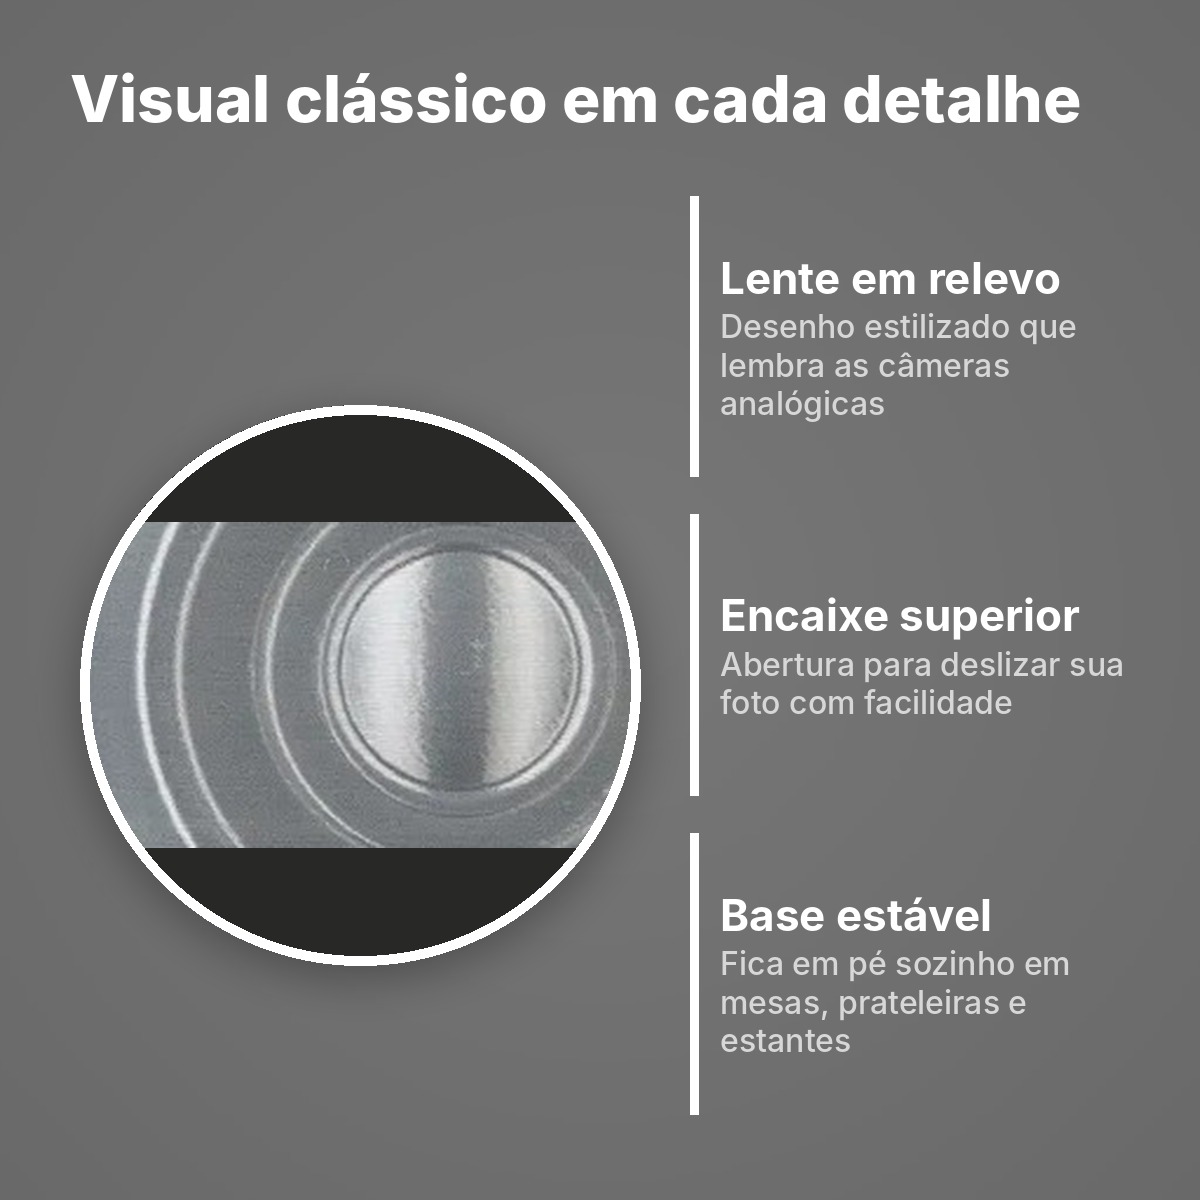 Visual clássico em cada detalhe
Lente em relevo
Desenho estilizado que
lembra as câmeras
analógicas
Encaixe superior
Abertura para deslizar sua
foto com facilidade
Base estável
Fica em pé sozinho em
mesas, prateleiras e
estantes